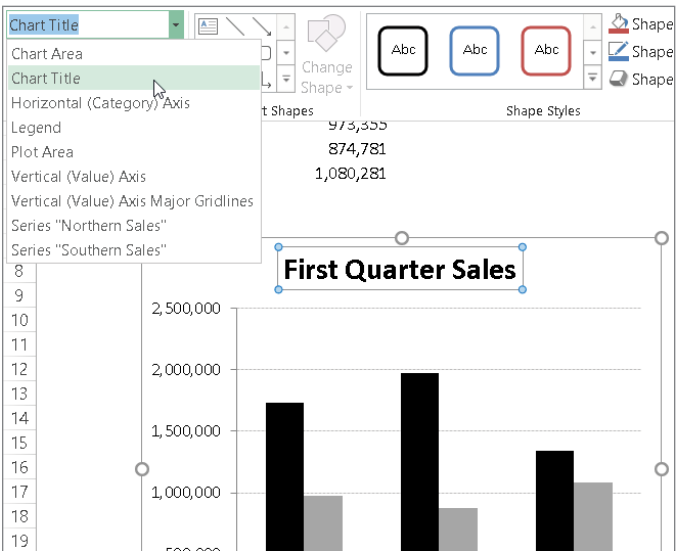 Chart Title
Chart Area
Chart Title
Horizontal (Category) Axis
Legend
Plot Area
Vertical (Value) Axis
Vertical (Value) Axis Major Gridlines
Series "Northern Sales"
Series "Southern Sales"
Change
Shape
t Shapes
Abc
Abc
Abc
Shape
Shape
Shape
Shape Styles
973,355
874,781
1,080,281
First Quarter Sales
8
9
10
11
12
13
14
15
16
17
18
19
2,500,000
2,000,000
1,500,000
1,000,000
500,000